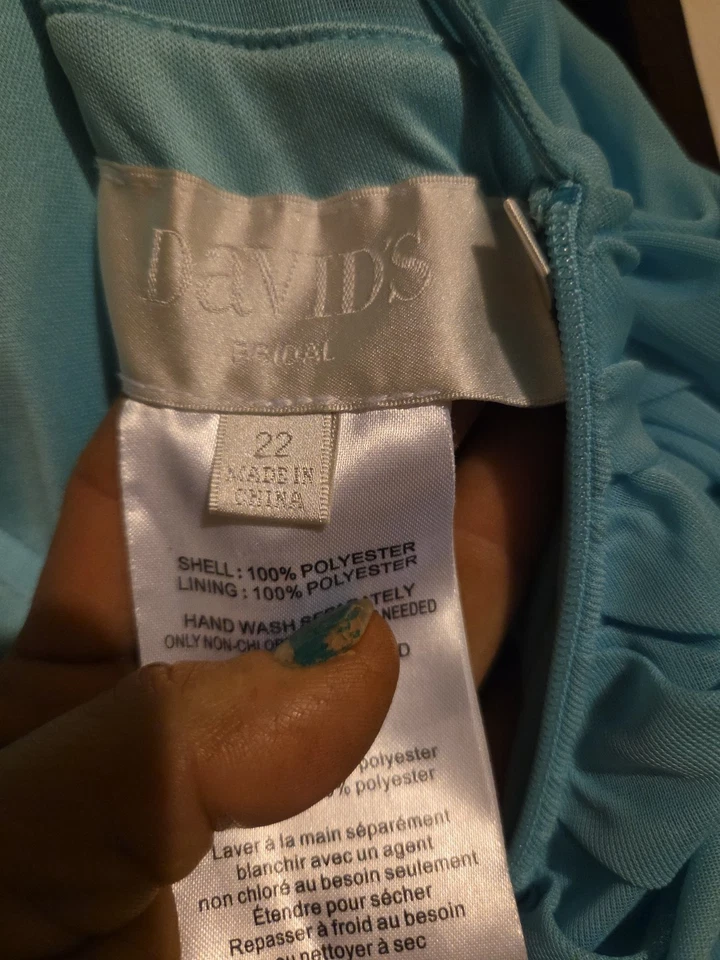 DAVID'S
BRIDAL
22
MADE IN
CHINA
SHELL : 100% POLYESTER
LINING : 100% POLYESTER
HAND WASH
NEEDED
ONLY
polyester
% polyester
Laver à la main séparément
blanchir avec un agent
non chloré au besoin seulement
Étendre pour sécher
Repasser à froid au besoin
ou nettoyer à sec